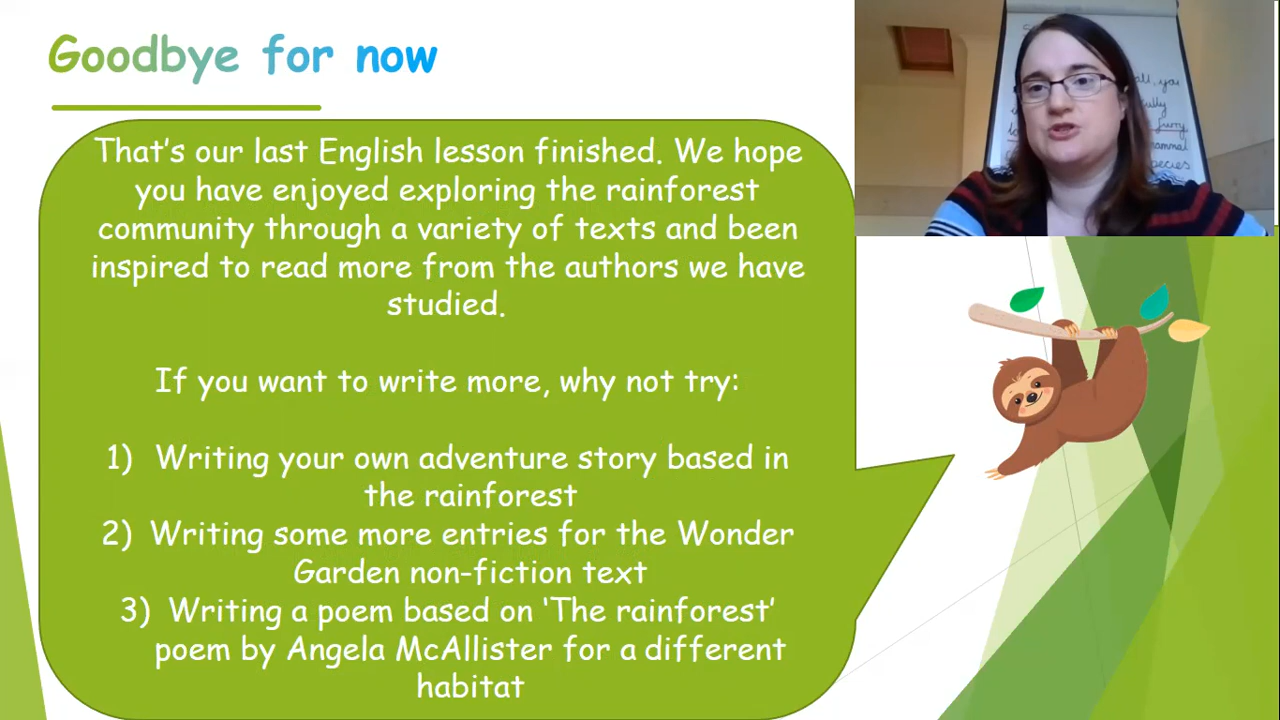 Goodbye for now
That's our last English lesson finished. We hope
you have enjoyed exploring the rainforest
community through a variety of texts and been
inspired to read more from the authors we have
studied.
If you want to write more, why not try:
1) Writing your own adventure story based in
the rainforest
2) Writing some more entries for the Wonder
Garden non-fiction text
3) Writing a poem based on ‘The rainforest’
poem by Angela McAllister for a different
habitat
all, you
furry
species